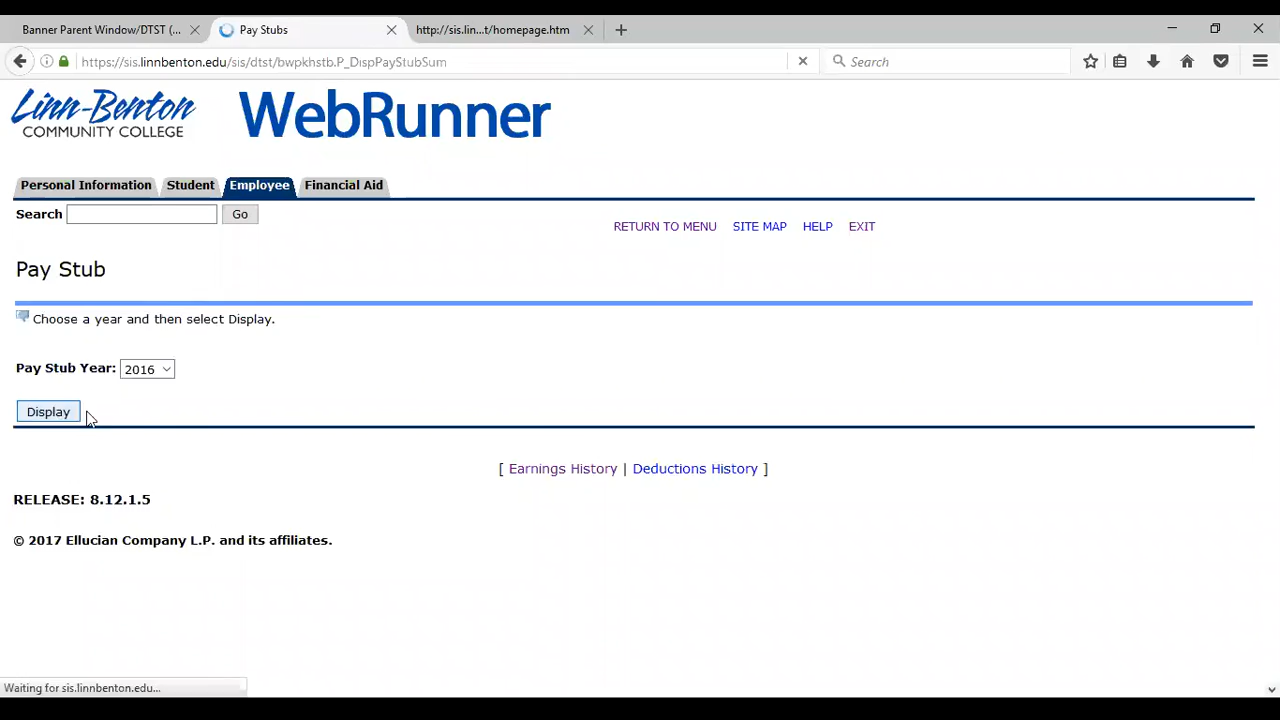 Banner Parent Window/DTST (...
Pay Stubs
http://sis.lin...t/homepage.htm
https://sis.linnbenton.edu/sis/dtst/bwpkhstb.P_DispPayStubSum
Search
Linn-Benton
COMMUNITY COLLEGE
WebRunner
Personal Information
Student
Employee
Financial Aid
Search
Go
RETURN TO MENU
SITE MAP
HELP
EXIT
Pay Stub
Choose a year and then select Display.
Pay Stub Year: 2016
Display
[ Earnings History | Deductions History ]
RELEASE: 8.12.1.5
© 2017 Ellucian Company L.P. and its affiliates.
Waiting for sis.linnbenton.edu...